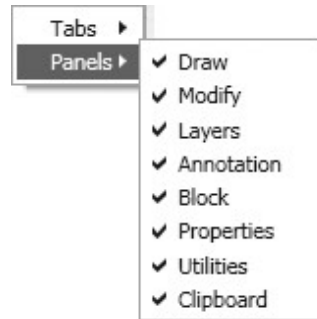 Tabs
Panels
Draw
Modify
Layers
Annotation
Block
Properties
Utilities
Clipboard